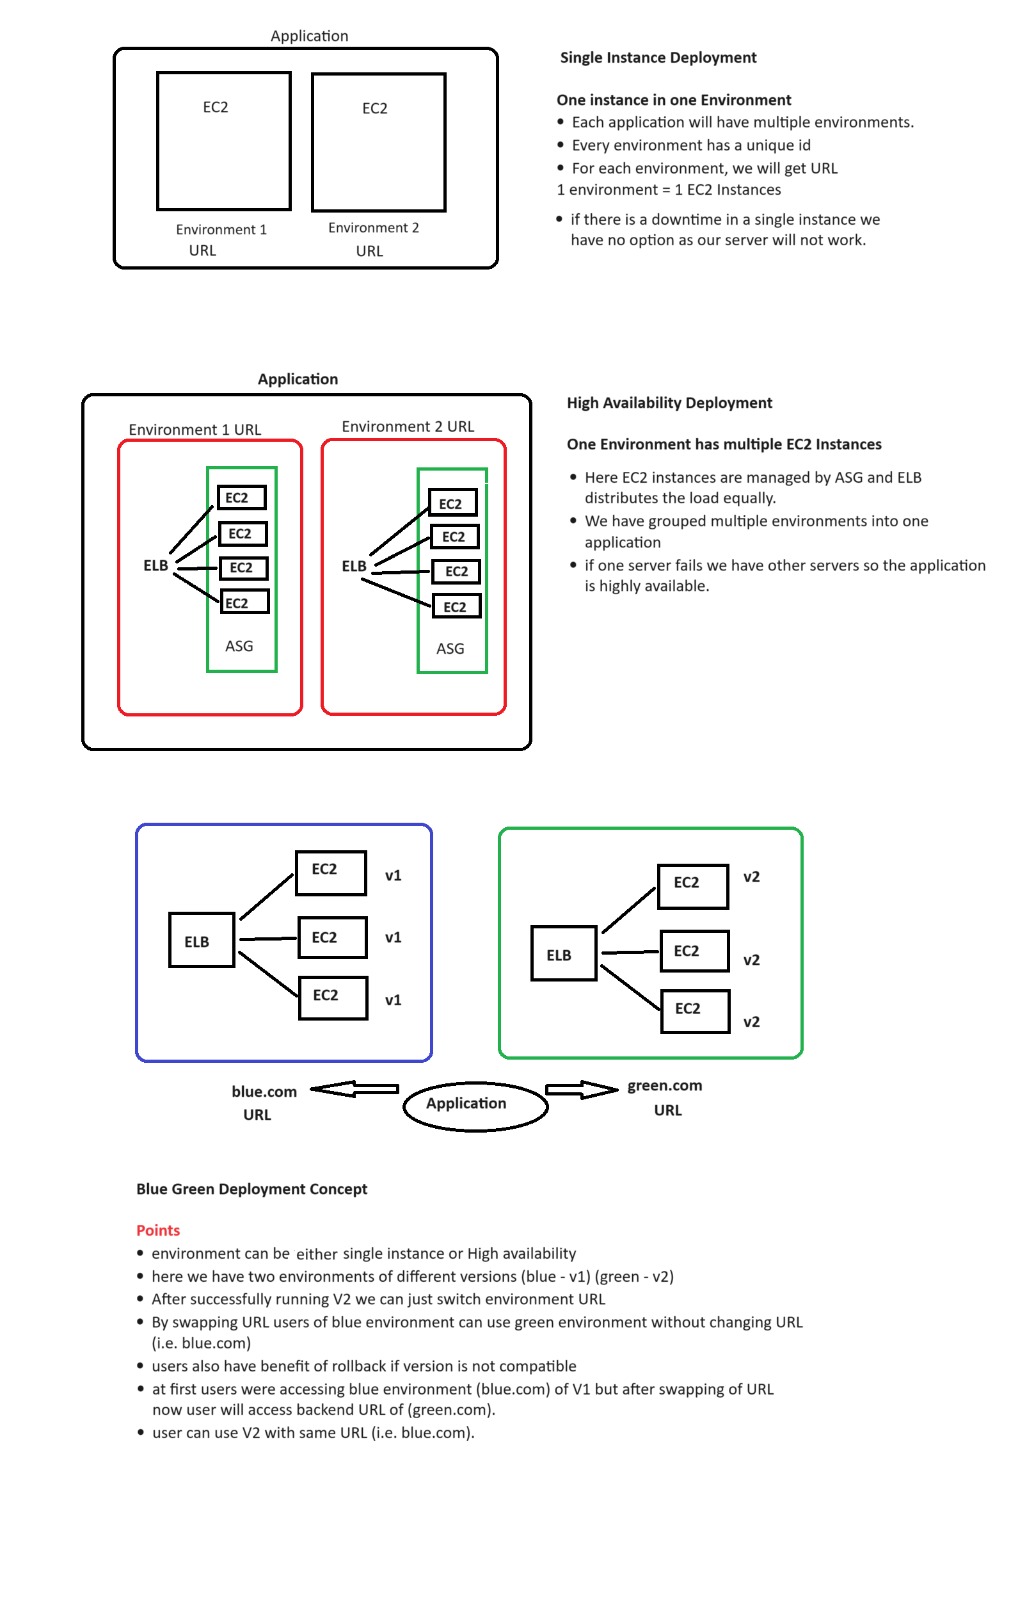 Application
EC2
EC2
Environment 1
Environment 2
URL
URL
Single Instance Deployment
One instance in one Environment
• Each application will have multiple environments.
• Every environment has a unique id
• For each environment, we will get URL
1 environment = 1 EC2 Instances
• if there is a downtime in a single instance we
have no option as our server will not work.
Application
Environment 1 URL
Environment 2 URL
EC2
EC2
EC2
EC2
ELB
ASG
EC2
EC2
EC2
EC2
ELB
ASG
High Availability Deployment
One Environment has multiple EC2 Instances
• Here EC2 instances are managed by ASG and ELB
distributes the load equally.
• We have grouped multiple environments into one
application
• if one server fails we have other servers so the application
is highly available.
ELB
EC2 v1
EC2 v1
EC2 v1
ELB
EC2 v2
EC2 v2
EC2 v2
blue.com
URL
Application
green.com
URL
Blue Green Deployment Concept
Points
• environment can be either single instance or High availability
• here we have two environments of different versions (blue - v1) (green - v2)
• After successfully running V2 we can just switch environment URL
• By swapping URL users of blue environment can use green environment without changing URL
(i.e. blue.com)
• users also have benefit of rollback if version is not compatible
• at first users were accessing blue environment (blue.com) of V1 but after swapping of URL
now user will access backend URL of (green.com).
• user can use V2 with same URL (i.e. blue.com).